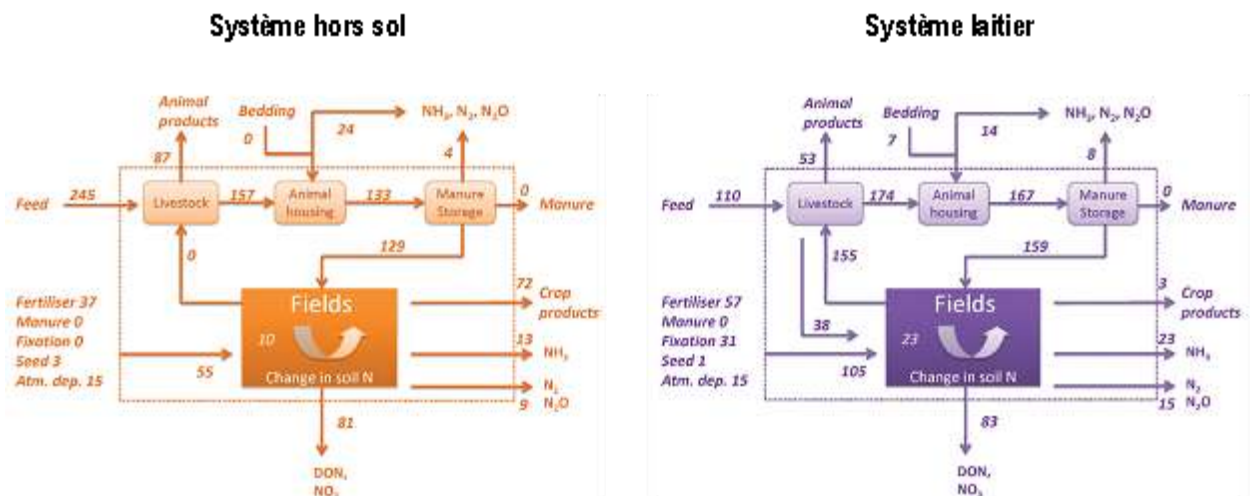 Système hors sol
Animal products
Bedding
0
24
NH₃, N₂, N₂O
87
4
Feed
245
Livestock
157
Animal housing
133
Manure Storage
0
Manure
0
129
72
Crop products
Fertiliser 37
Manure 0
Fixation 0
Seed 3
Atm. dep. 15
55
Fields
10
Change in soil N
13
NH₃
N₂
9
N₂O
81
DON,
NO₃
Système laitier
Animal products
Bedding
7
14
NH₃, N₂, N₂O
53
8
Feed
110
Livestock
174
Animal housing
167
Manure Storage
0
Manure
155
159
3
Crop products
Fertiliser 57
Manure 0
Fixation 31
Seed 1
Atm. dep. 15
38
105
Fields
23
Change in soil N
23
NH₃
N₂
15
N₂O
83
DON,
NO₃